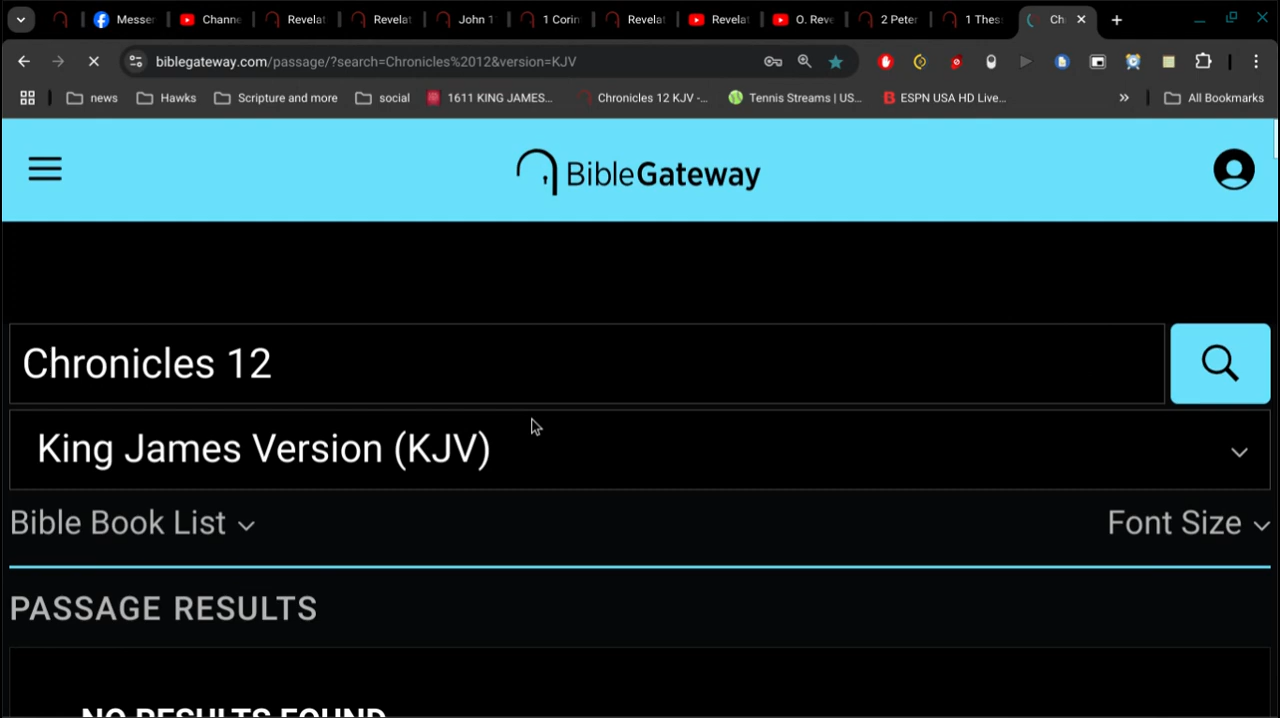 Messer
Channe
Revelat
Revelat
John 1
1 Corin
Revelat
Revelat
O. Reve
2 Peter
1 Thes
Ch
biblegateway.com/passage/?search=Chronicles%2012&version=KJV
news
Hawks
Scripture and more
social
1611 KING JAMES...
Chronicles 12 KJV -...
Tennis Streams | US...
ESPN USA HD Live...
All Bookmarks
BibleGateway
Chronicles 12
King James Version (KJV)
Bible Book List
Font Size
PASSAGE RESULTS
NO RESULTS FOUND